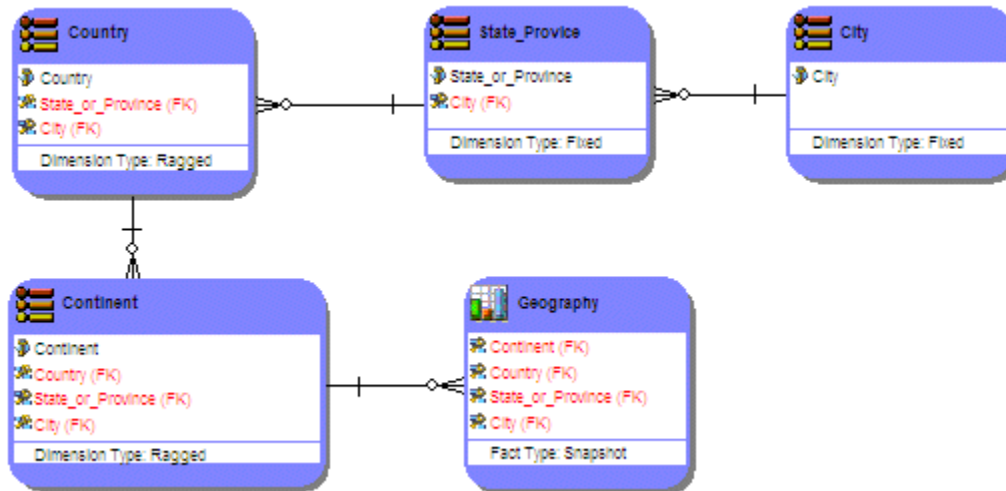 Country
Country
State_or_Province (FK)
City (FK)
Dimension Type: Ragged
State_Provice
State_or_Province
City (FK)
Dimension Type: Fixed
City
City
Dimension Type: Fixed
Continent
Continent
Country (FK)
State_or_Province (FK)
City (FK)
Dimension Type: Ragged
Geography
Continent (FK)
Country (FK)
State_or_Province (FK)
City (FK)
Fact Type: Snapshot